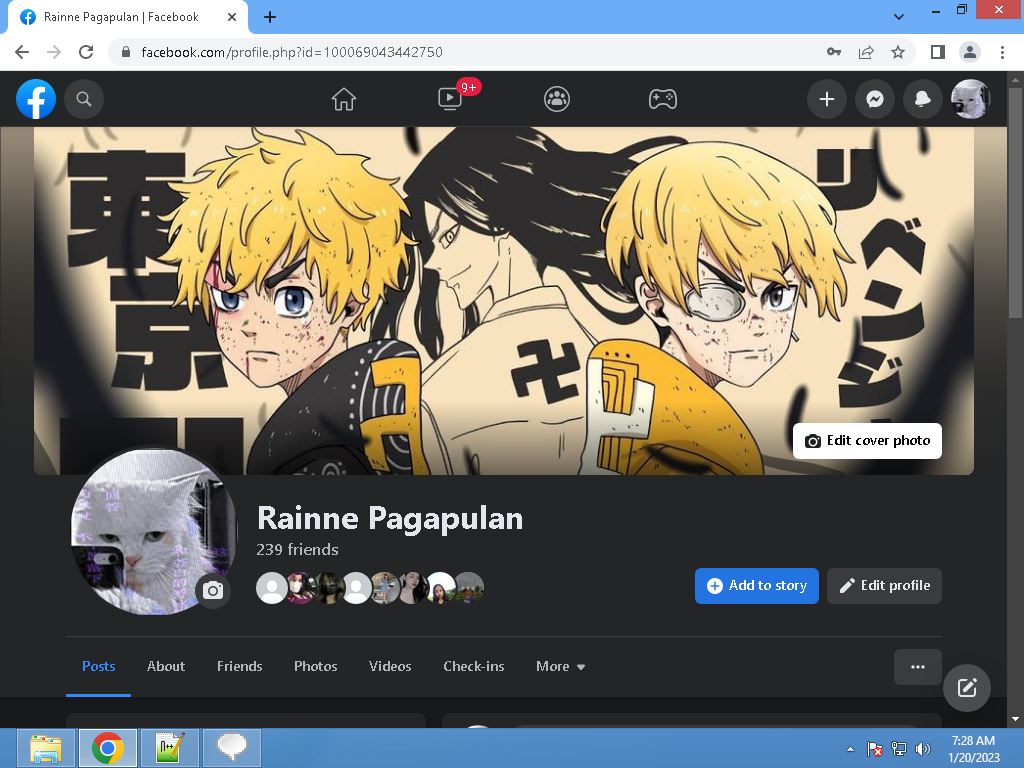 Rainne Pagapulan | Facebook
facebook.com/profile.php?id=100069043442750
9+
東
京
リ
ベ
ン
ジ
卍
Edit cover photo
Rainne Pagapulan
239 friends
Add to story
Edit profile
Posts
About
Friends
Photos
Videos
Check-ins
More
7:28 AM
1/20/2023